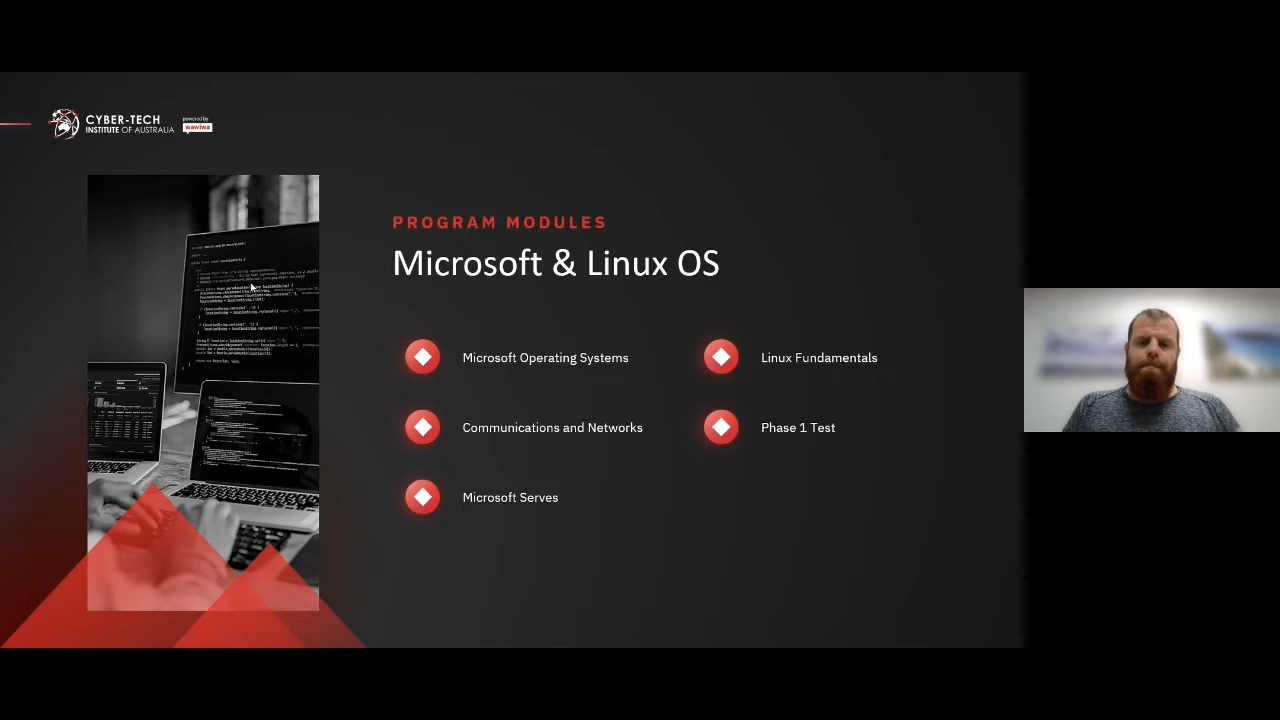 CYBER-TECH
INSTITUTE OF AUSTRALIA
powered by
wawiwa
PROGRAM MODULES
Microsoft & Linux OS
Microsoft Operating Systems
Linux Fundamentals
Communications and Networks
Phase 1 Test
Microsoft Serves